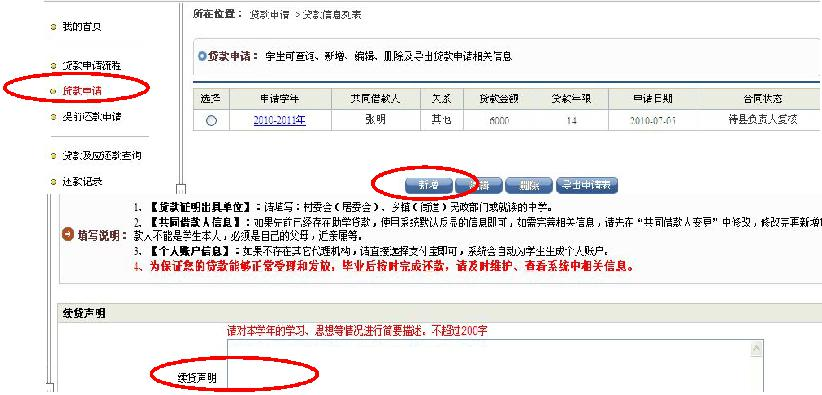 所在位置： 贷款申请 ->贷款信息列表
我的首页
贷款申请流程
贷款申请
提前还款申请
贷款及应还款查询
还款记录
贷款申请： 学生可查询、新增、编辑、删除及导出贷款申请相关信息
选择 申请学年 共同借款人 关系 贷款金额 贷款年限 申请日期 合同状态
2010-2011年 张明 其他 6000 14 2010-07-05 待县负责人复核
新增 编辑 删除 导出申请表
1、【贷款证明出具单位】：请填写：村委会（居委会）、乡镇（街道）民政部门或就读的中学。
2、【共同借款人信息】：如果先前已经存在助学贷款，使用系统默认反显的信息即可，如需完善相关信息，请先在“共同借款人变更”中修改，修改完再新增
填写说明： 款人不能是学生本人，必须是自己的父母，近亲属等。
3、【个人账户信息】：如果不存在其它代理机构，请直接选择支付宝即可，系统会自动为学生生成个人账户。
4、为保证您的贷款能够正常受理和发放，毕业后按时完成还款，请及时维护、查看系统中相关信息。
续贷声明
请对本学年的学习、思想等情况进行简要描述。不超过200字
续贷声明